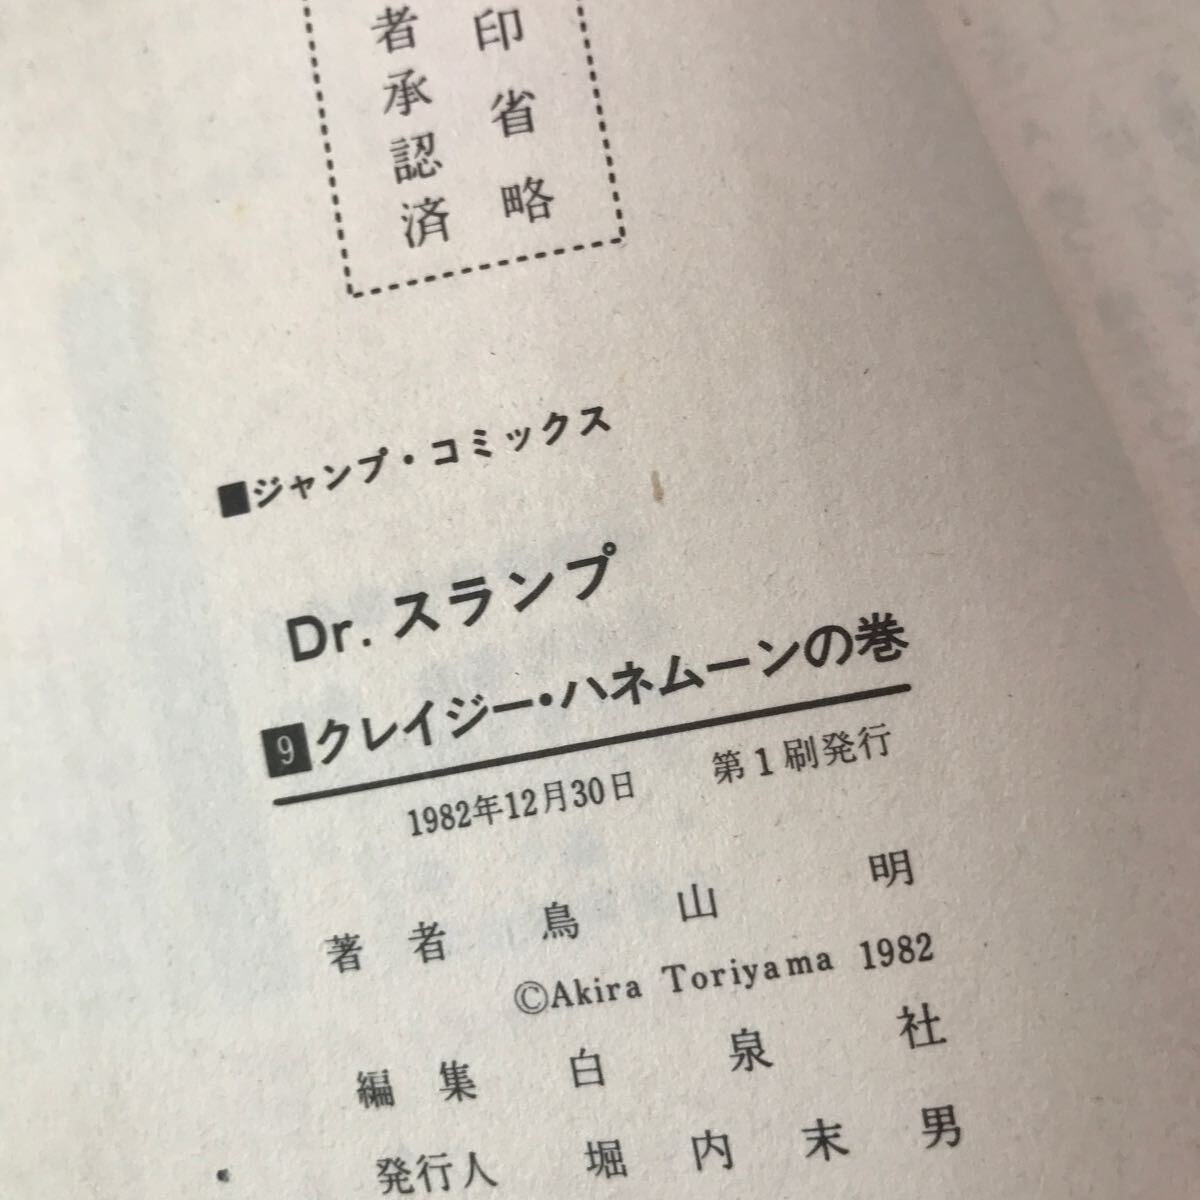 印省略
者承認済
■ジャンプ・コミックス
Dr.スランプ
9クレイジー・ハネムーンの巻
1982年12月30日　第1刷発行
著者　鳥山　明
©Akira Toriyama 1982
編集　白泉社
発行人　堀内末男